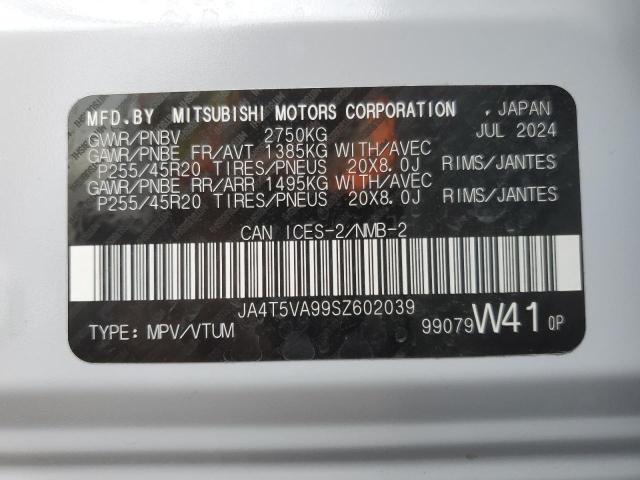 MFD.BY MITSUBISHI MOTORS CORPORATION , JAPAN
GWWR/PNBV 2750KG JUL 2024
GAWR/PNBE FR/AVT 1385KG WITH/AVEC
P255/45R20 TIRES/PNEUS 20X8.0J RIMS/JANTES
GAWR/PNBE RR/ARR 1495KG WITH/AVEC
P255/45R20 TIRES/PNEUS 20X8.0J RIMS/JANTES
CAN ICES-2/NMB-2
JA4T5VA99SZ602039
TYPE: MPV/VTUM 99079 W41 0P